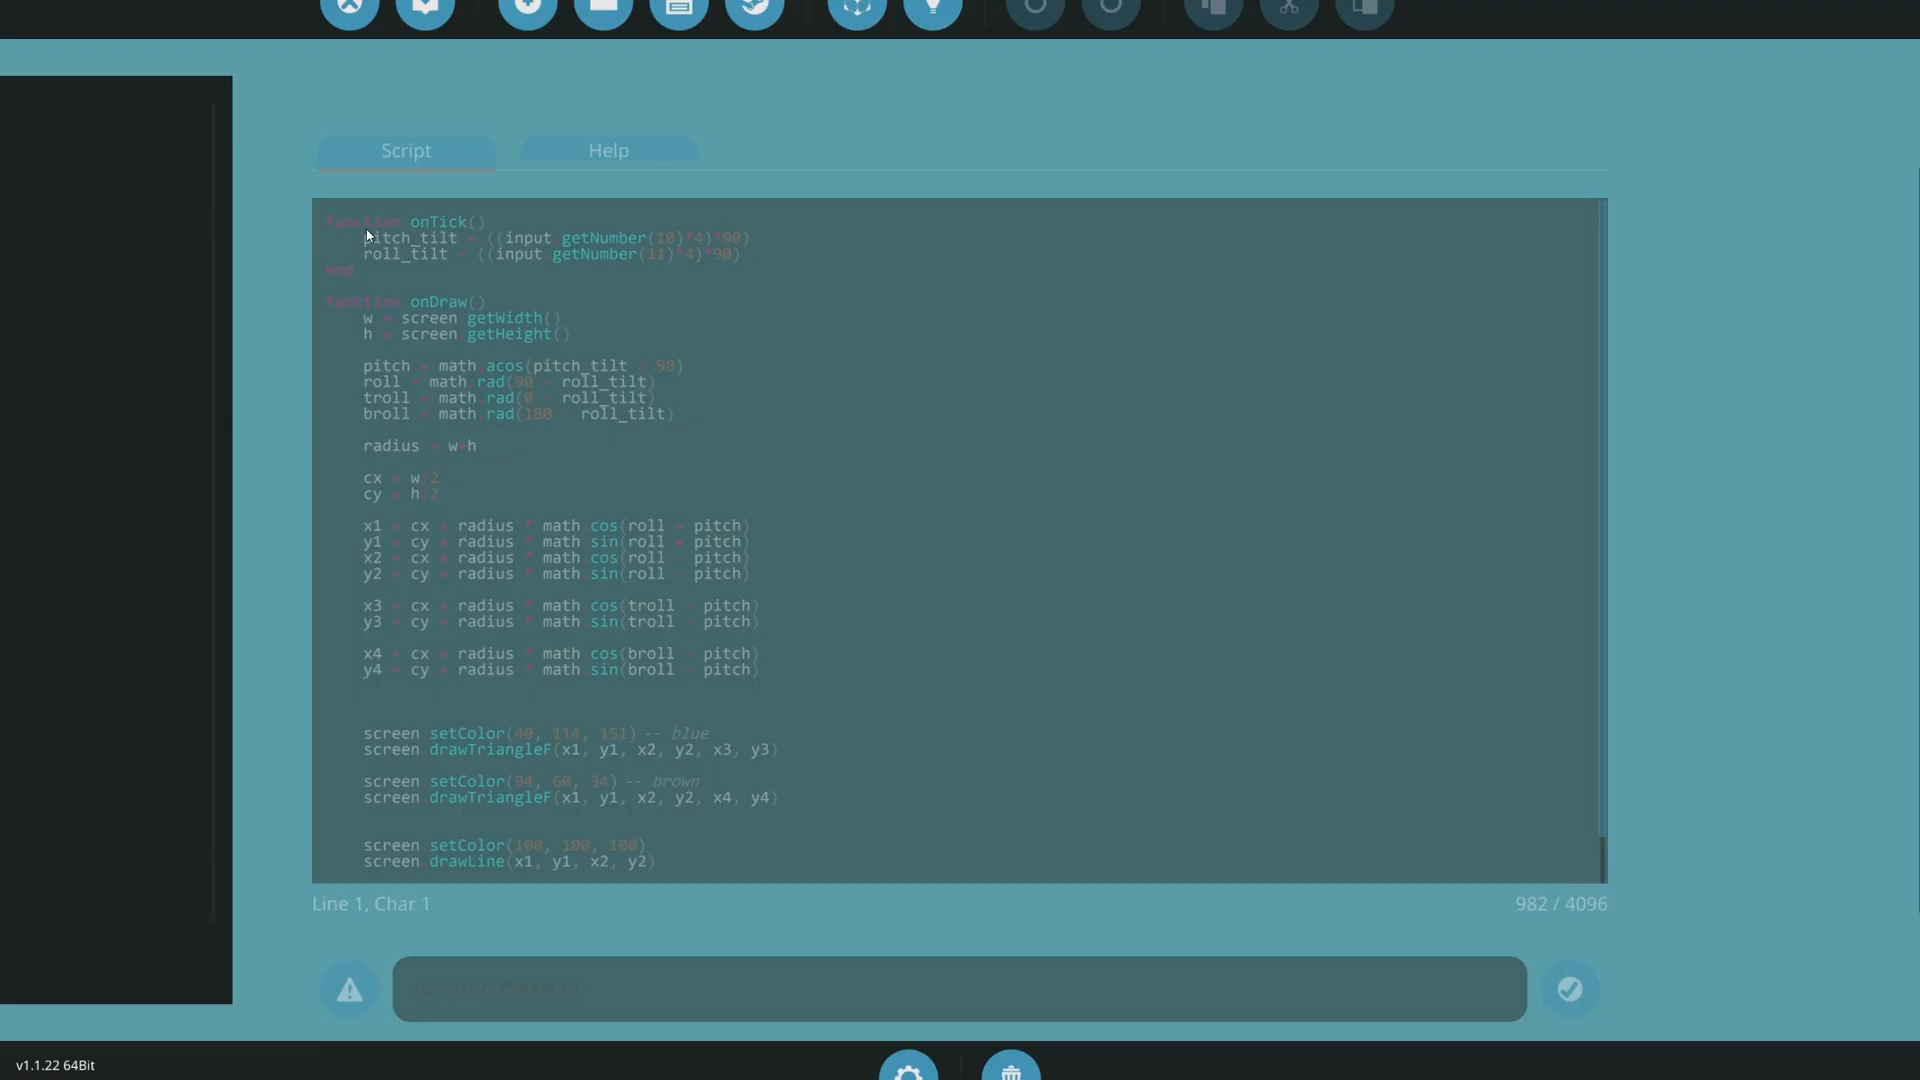 Script Help
function onTick()
pitch_tilt = ((input.getNumber(10)*4)*90)
roll_tilt = ((input.getNumber(11)*4)*90)
end
function onDraw()
w = screen.getWidth()
h = screen.getHeight()
pitch = math.acos(pitch_tilt / 90)
roll = math.rad(90 - roll_tilt)
troll = math.rad(0 - roll_tilt)
broll = math.rad(180 - roll_tilt)
radius = w+h
cx = w/2
cy = h/2
x1 = cx + radius * math.cos(roll + pitch)
y1 = cy + radius * math.sin(roll + pitch)
x2 = cx + radius * math.cos(roll - pitch)
y2 = cy + radius * math.sin(roll - pitch)
x3 = cx + radius * math.cos(troll - pitch)
y3 = cy + radius * math.sin(troll - pitch)
x4 = cx + radius * math.cos(broll - pitch)
y4 = cy + radius * math.sin(broll - pitch)
screen.setColor(40, 114, 151) -- blue
screen.drawTriangleF(x1, y1, x2, y2, x3, y3)
screen.setColor(94, 60, 34) -- brown
screen.drawTriangleF(x1, y1, x2, y2, x4, y4)
screen.setColor(100, 100, 100)
screen.drawLine(x1, y1, x2, y2)
Line 1, Char 1
982 / 4096
detected
v1.1.22 64Bit